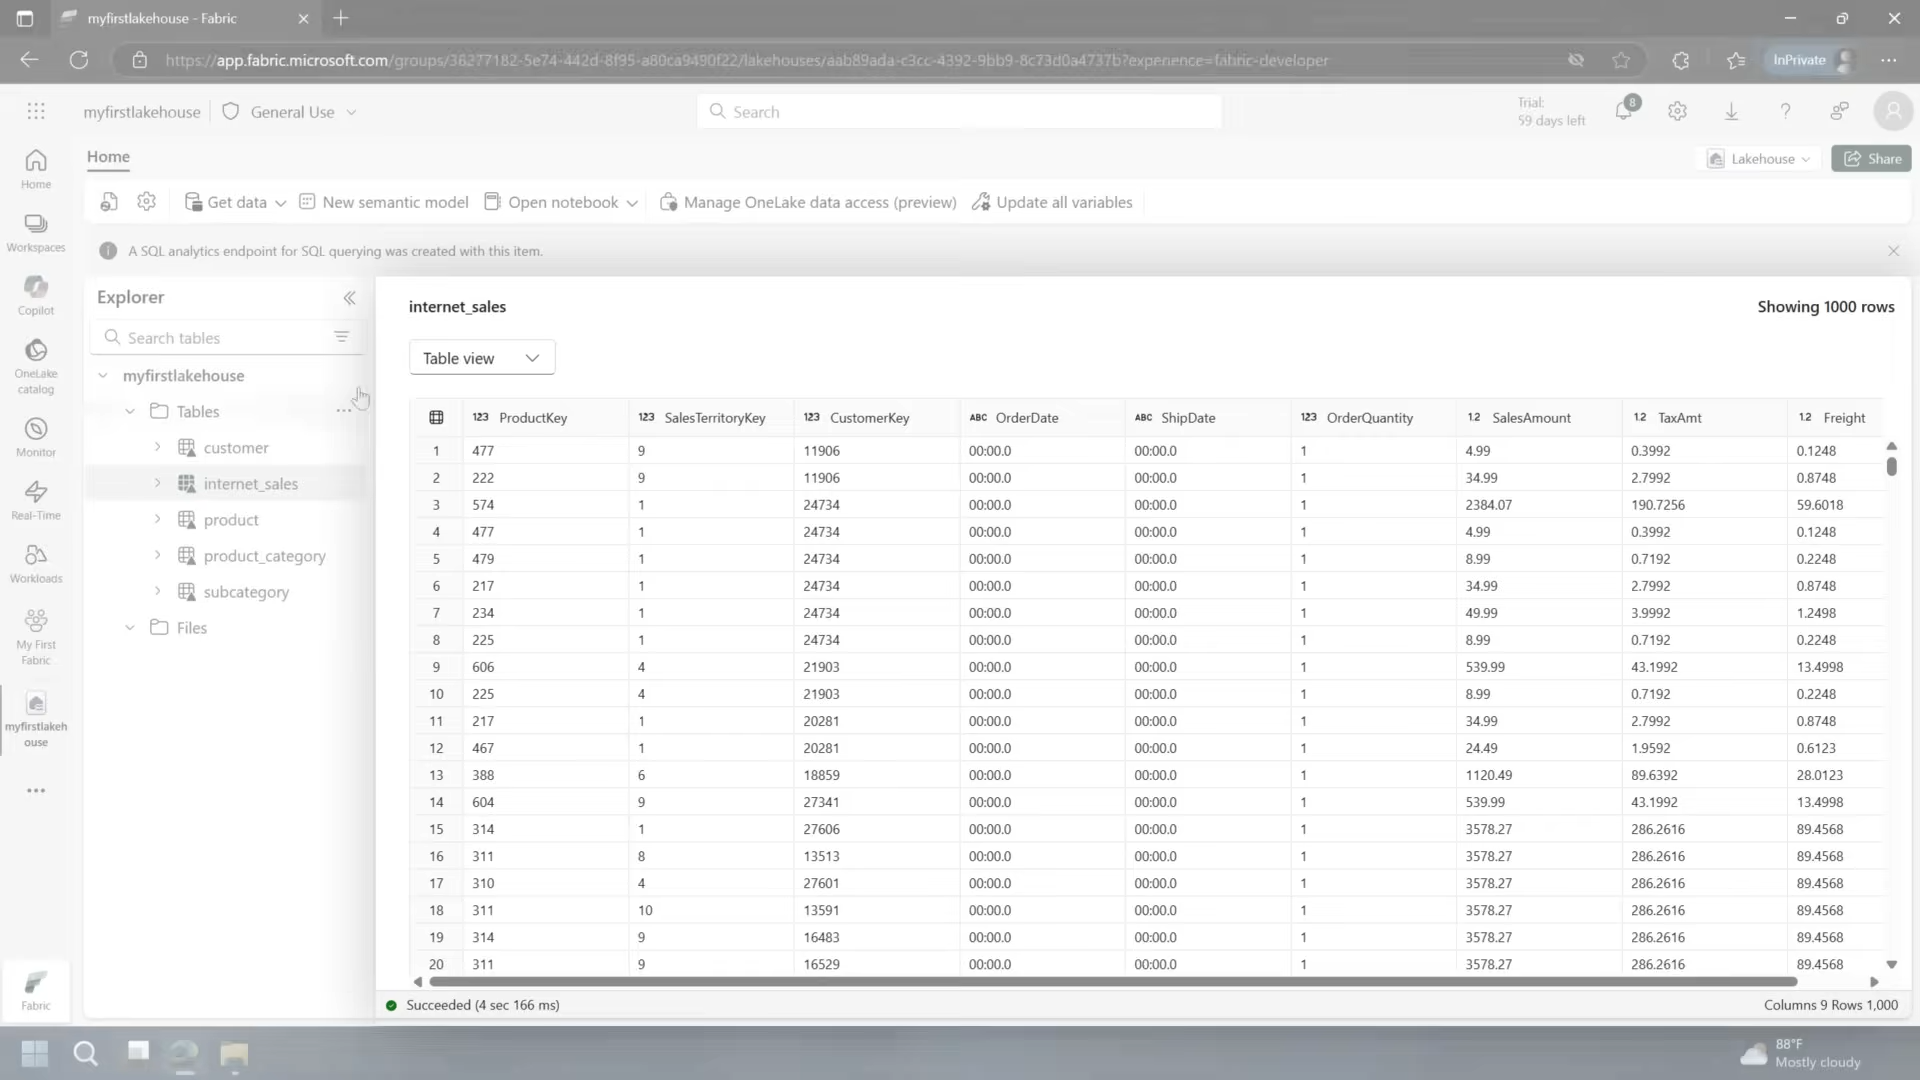 myfirstlakehouse - Fabric
https://app.fabric.microsoft.com/groups/36277182-5e74-442d-8f95-a80ca9490f22/lakehouses/aab89ada-c3cc-4392-9bb9-8c73d0a4737b?experience=fabric-developer
InPrivate
myfirstlakehouse
General Use
Search
Trial:
59 days left
8
Home
Lakehouse
Share
Get data
New semantic model
Open notebook
Manage OneLake data access (preview)
Update all variables
A SQL analytics endpoint for SQL querying was created with this item.
Home
Workspaces
Copilot
OneLake
catalog
Monitor
Real-Time
Workloads
My First
Fabric
myfirstlakeh
ouse
Fabric
Explorer
Search tables
myfirstlakehouse
Tables
customer
internet_sales
product
product_category
subcategory
Files
internet_sales
Showing 1000 rows
Table view
123 ProductKey 123 SalesTerritoryKey 123 CustomerKey ABC OrderDate ABC ShipDate 123 OrderQuantity 1.2 SalesAmount 1.2 TaxAmt 1.2 Freight
1 477 9 11906 00:00.0 00:00.0 1 4.99 0.3992 0.1248
2 222 9 11906 00:00.0 00:00.0 1 34.99 2.7992 0.8748
3 574 1 24734 00:00.0 00:00.0 1 2384.07 190.7256 59.6018
4 477 1 24734 00:00.0 00:00.0 1 4.99 0.3992 0.1248
5 479 1 24734 00:00.0 00:00.0 1 8.99 0.7192 0.2248
6 217 1 24734 00:00.0 00:00.0 1 34.99 2.7992 0.8748
7 234 1 24734 00:00.0 00:00.0 1 49.99 3.9992 1.2498
8 225 1 24734 00:00.0 00:00.0 1 8.99 0.7192 0.2248
9 606 4 21903 00:00.0 00:00.0 1 539.99 43.1992 13.4998
10 225 4 21903 00:00.0 00:00.0 1 8.99 0.7192 0.2248
11 217 1 20281 00:00.0 00:00.0 1 34.99 2.7992 0.8748
12 467 1 20281 00:00.0 00:00.0 1 24.49 1.9592 0.6123
13 388 6 18859 00:00.0 00:00.0 1 1120.49 89.6392 28.0123
14 604 9 27341 00:00.0 00:00.0 1 539.99 43.1992 13.4998
15 314 1 27606 00:00.0 00:00.0 1 3578.27 286.2616 89.4568
16 311 8 13513 00:00.0 00:00.0 1 3578.27 286.2616 89.4568
17 310 4 27601 00:00.0 00:00.0 1 3578.27 286.2616 89.4568
18 311 10 13591 00:00.0 00:00.0 1 3578.27 286.2616 89.4568
19 314 9 16483 00:00.0 00:00.0 1 3578.27 286.2616 89.4568
20 311 9 16529 00:00.0 00:00.0 1 3578.27 286.2616 89.4568
Succeeded (4 sec 166 ms)
Columns 9 Rows 1,000
88°F
Mostly cloudy